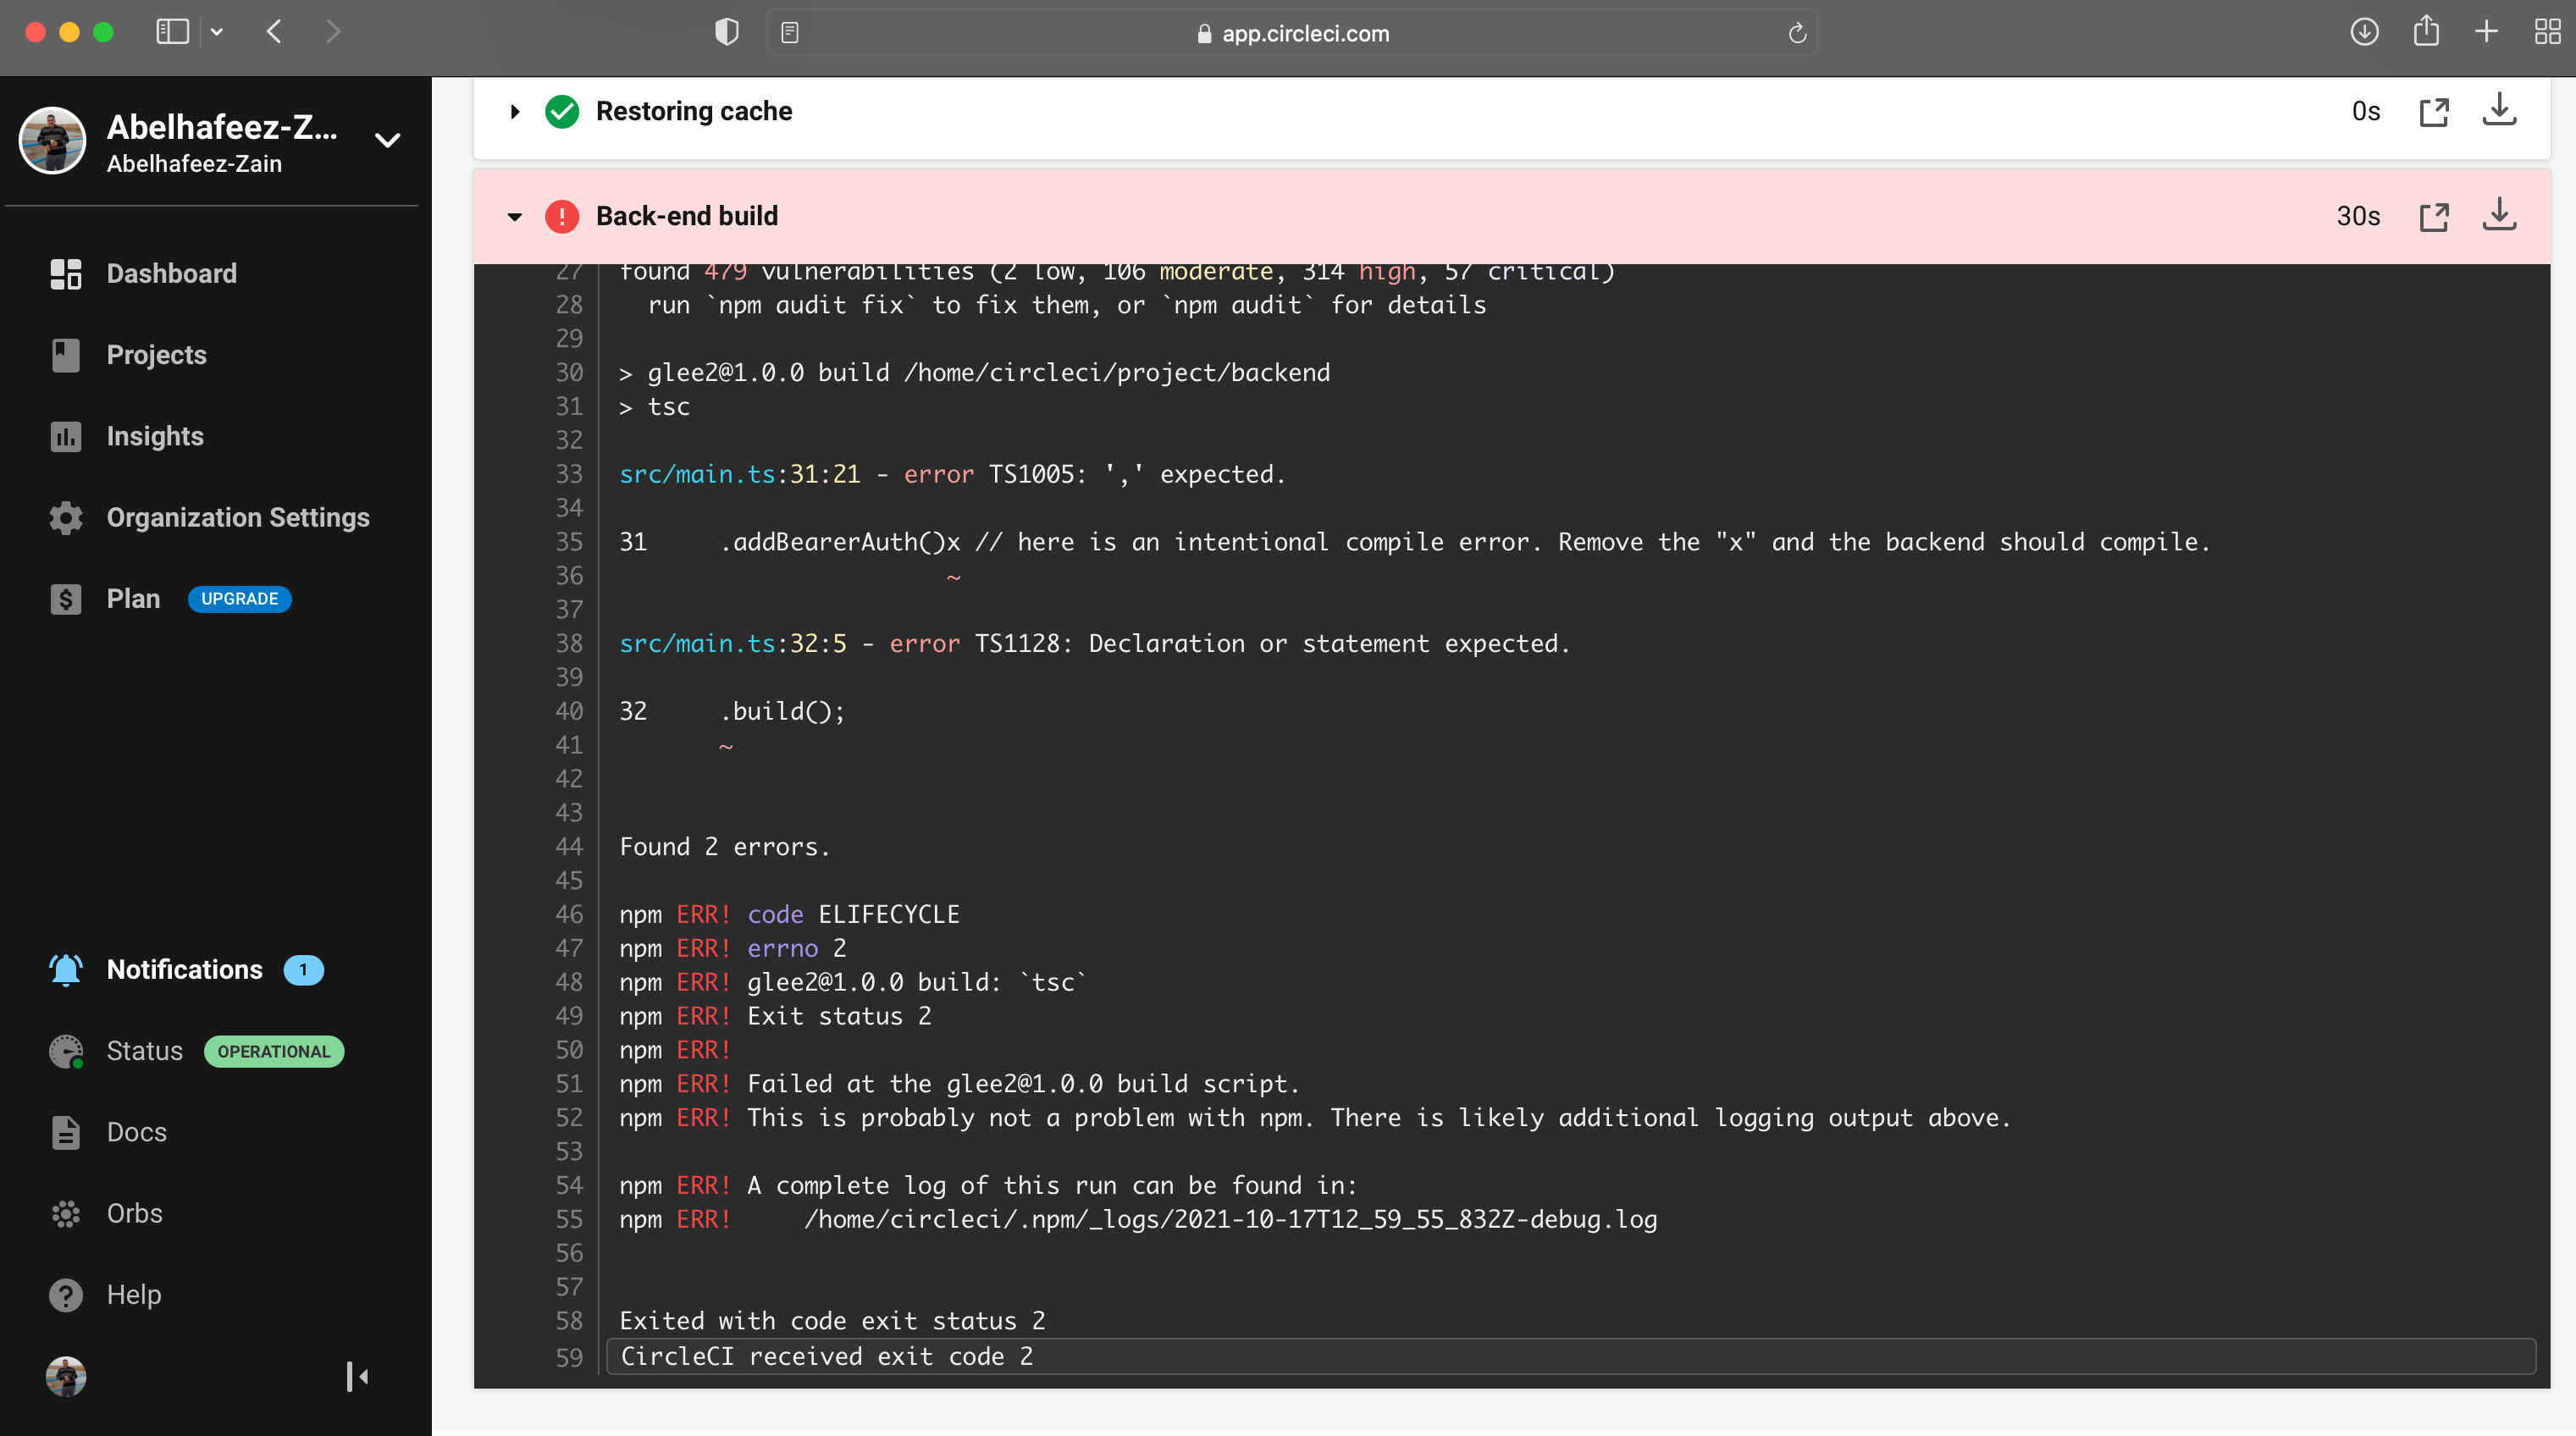 app.circleci.com
Abelhafeez-Z...
Abelhafeez-Zain
Dashboard
Projects
Insights
Organization Settings
Plan UPGRADE
Notifications 1
Status OPERATIONAL
Docs
Orbs
Help
Restoring cache 0s
Back-end build 30s
27 found 479 vulnerabilities (2 low, 106 moderate, 314 high, 57 critical)
28 run `npm audit fix` to fix them, or `npm audit` for details
29
30 > glee2@1.0.0 build /home/circleci/project/backend
31 > tsc
32
33 src/main.ts:31:21 - error TS1005: ',' expected.
34
35 31 .addBearerAuth()x // here is an intentional compile error. Remove the "x" and the backend should compile.
36 ~
37
38 src/main.ts:32:5 - error TS1128: Declaration or statement expected.
39
40 32 .build();
41 ~
42
43
44 Found 2 errors.
45
46 npm ERR! code ELIFECYCLE
47 npm ERR! errno 2
48 npm ERR! glee2@1.0.0 build: `tsc`
49 npm ERR! Exit status 2
50 npm ERR!
51 npm ERR! Failed at the glee2@1.0.0 build script.
52 npm ERR! This is probably not a problem with npm. There is likely additional logging output above.
53
54 npm ERR! A complete log of this run can be found in:
55 npm ERR! /home/circleci/.npm/_logs/2021-10-17T12_59_55_832Z-debug.log
56
57
58 Exited with code exit status 2
59 CircleCI received exit code 2